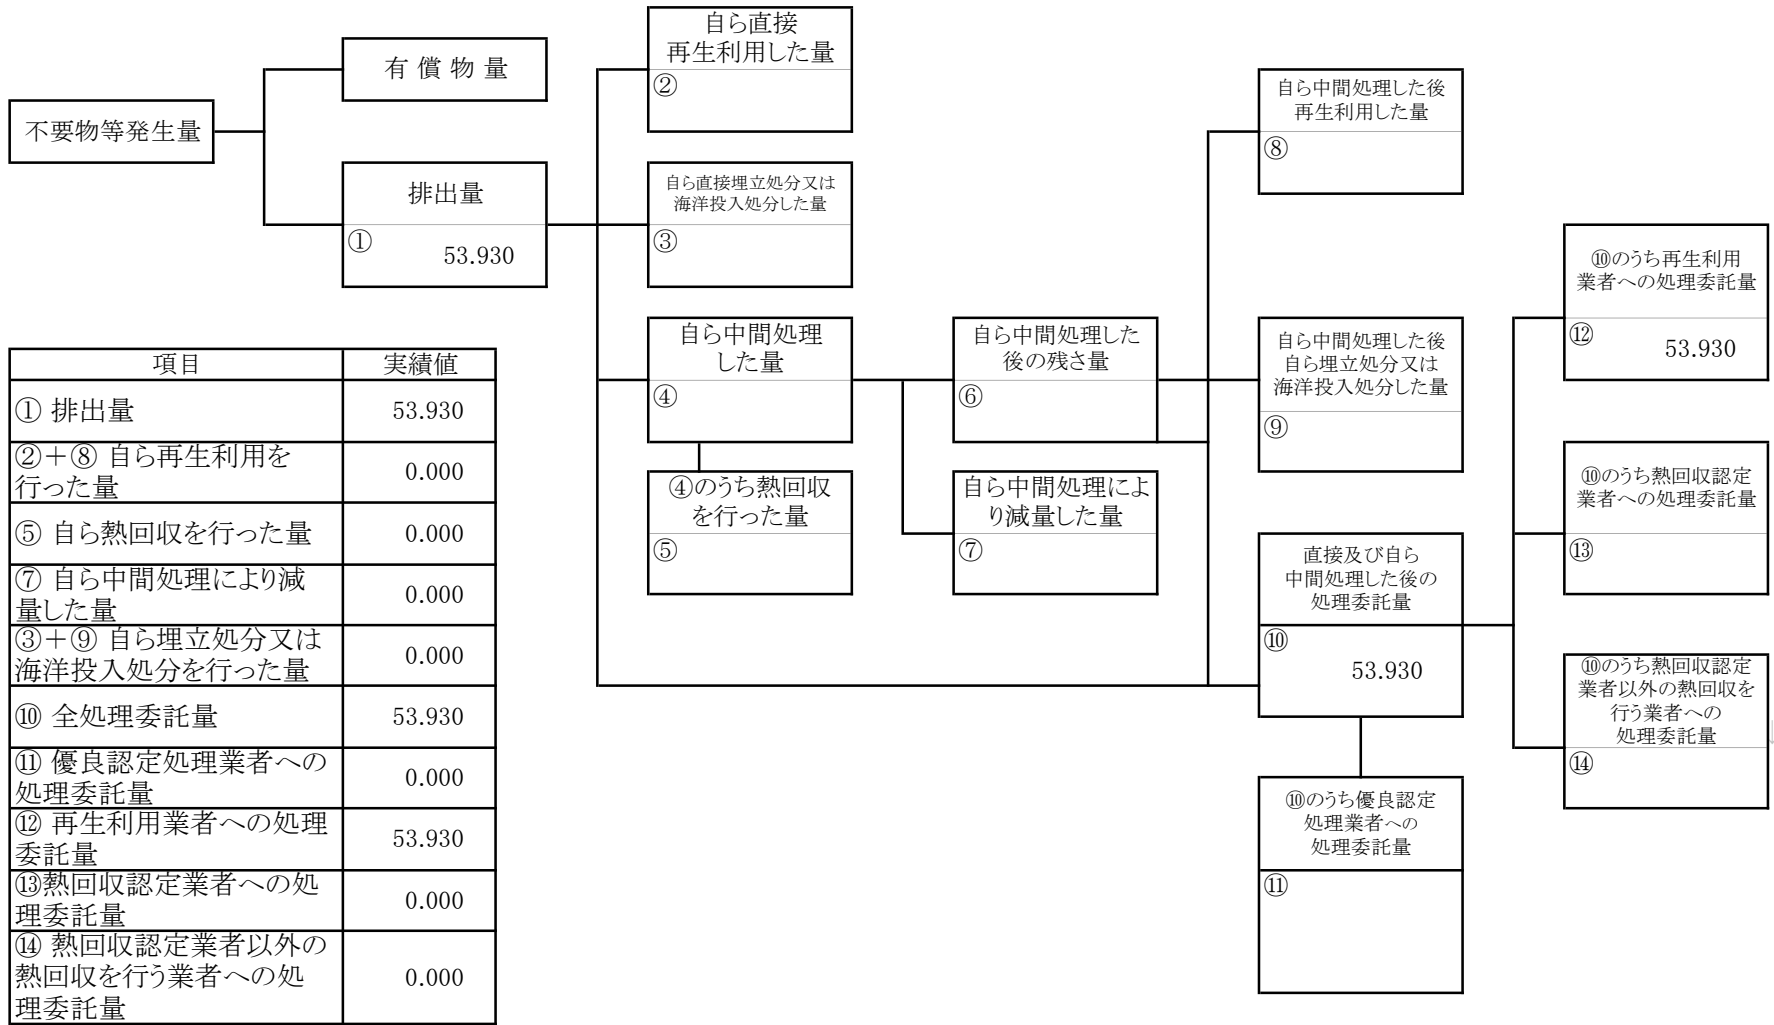 不要物等発生量
有 償 物 量
排出量
①
53.930
自ら直接
再生利用した量
②
自ら直接埋立処分又は
海洋投入処分した量
③
自ら中間処理
した量
④
④のうち熱回収
を行った量
⑤
自ら中間処理した
後の残さ量
⑥
自ら中間処理によ
り減量した量
⑦
自ら中間処理した後
再生利用した量
⑧
自ら中間処理した後
自ら埋立処分又は
海洋投入処分した量
⑨
直接及び自ら
中間処理した後の
処理委託量
⑩
53.930
⑩のうち優良認定
処理業者への
処理委託量
⑪
⑩のうち再生利用
業者への処理委託量
⑫
53.930
⑩のうち熱回収認定
業者への処理委託量
⑬
⑩のうち熱回収認定
業者以外の熱回収を
行う業者への
処理委託量
⑭
項目 実績値
① 排出量 53.930
②＋⑧ 自ら再生利用を
行った量 0.000
⑤ 自ら熱回収を行った量 0.000
⑦ 自ら中間処理により減
量した量 0.000
③＋⑨ 自ら埋立処分又は
海洋投入処分を行った量 0.000
⑩ 全処理委託量 53.930
⑪ 優良認定処理業者への
処理委託量 0.000
⑫ 再生利用業者への処理
委託量 53.930
⑬熱回収認定業者への処
理委託量 0.000
⑭ 熱回収認定業者以外の
熱回収を行う業者への処
理委託量 0.000